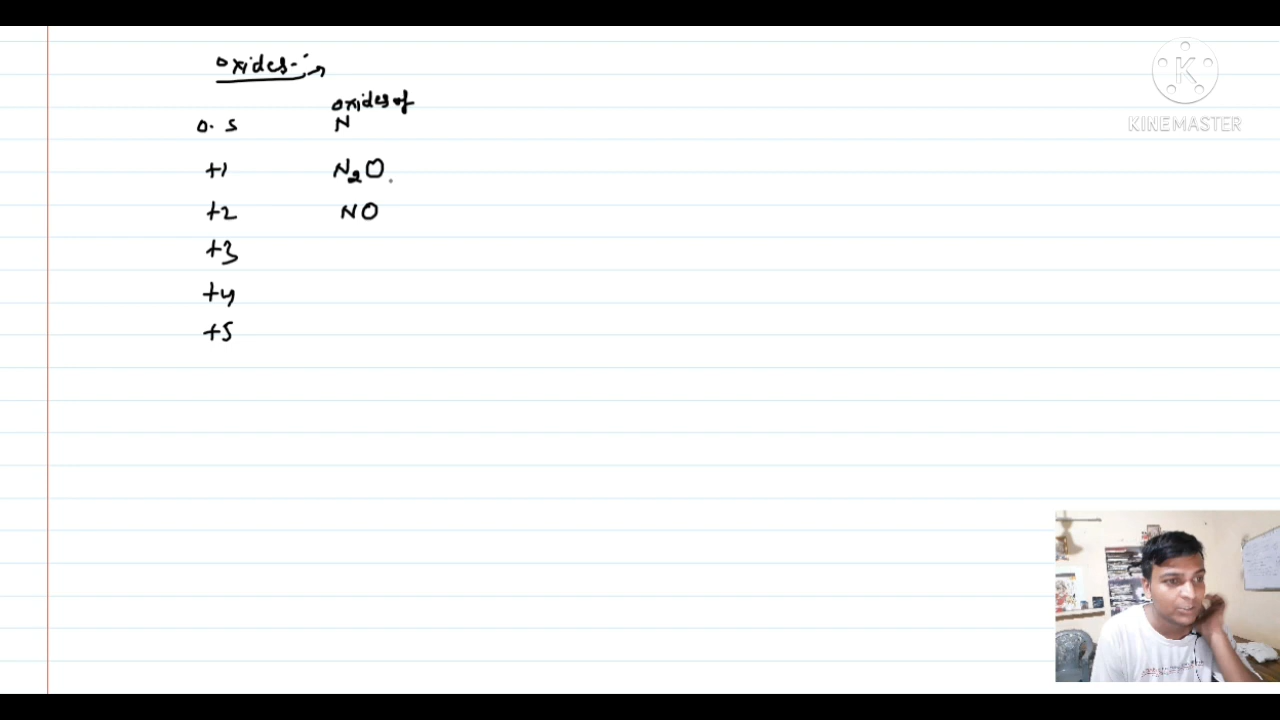 Oxides:-→
Oxides of
O.S N
+1 N₂O
+2 NO
+3
+4
+5
KINEMASTER